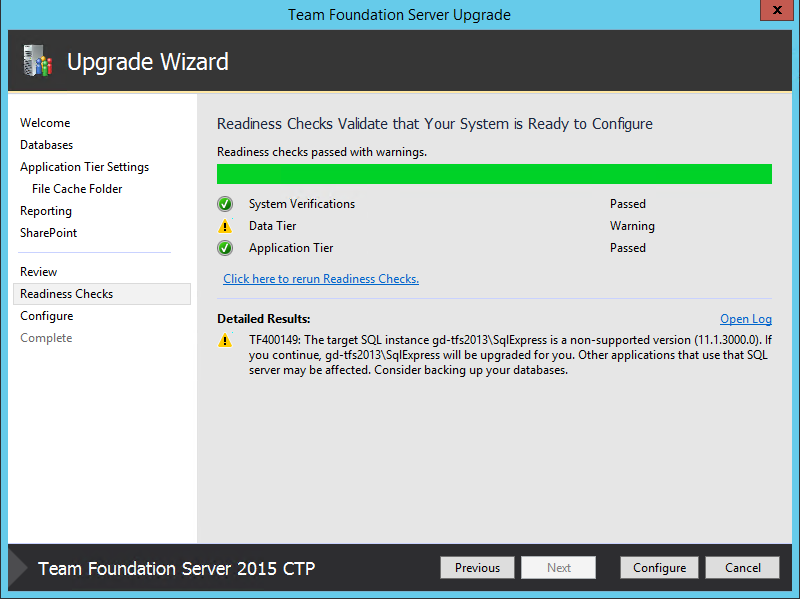 Team Foundation Server Upgrade
x
Upgrade Wizard
Welcome
Databases
Application Tier Settings
File Cache Folder
Reporting
SharePoint
Review
Readiness Checks
Configure
Complete
Readiness Checks Validate that Your System is Ready to Configure
Readiness checks passed with warnings.
System Verifications Passed
Data Tier Warning
Application Tier Passed
Click here to rerun Readiness Checks.
Detailed Results: Open Log
TF400149: The target SQL instance gd-tfs2013\SqlExpress is a non-supported version (11.1.3000.0). If
you continue, gd-tfs2013\SqlExpress will be upgraded for you. Other applications that use that SQL
server may be affected. Consider backing up your databases.
Team Foundation Server 2015 CTP
Previous Next Configure Cancel